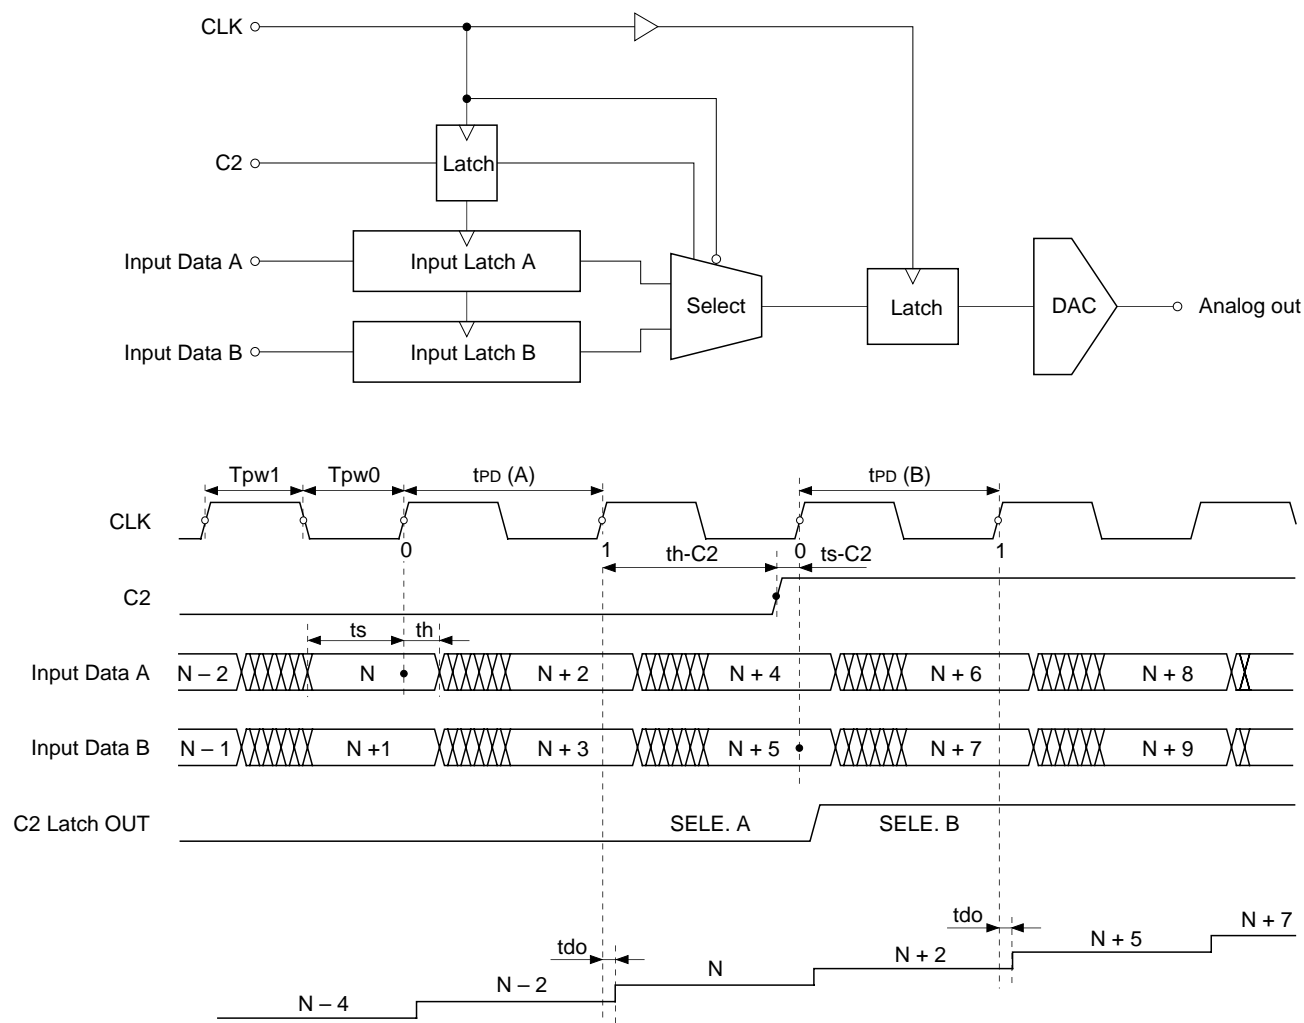 CLK
C2
Latch
Input Data A
Input Latch A
Select
Latch
DAC
Analog out
Input Data B
Input Latch B
Tpw1
Tpw0
tPD (A)
tPD (B)
CLK
0
1
th-C2
0
ts-C2
1
C2
ts
th
Input Data A
N – 2
N
N + 2
N + 4
N + 6
N + 8
Input Data B
N – 1
N +1
N + 3
N + 5
N + 7
N + 9
C2 Latch OUT
SELE. A
SELE. B
tdo
N + 7
N + 5
tdo
N + 2
N
N – 2
N – 4